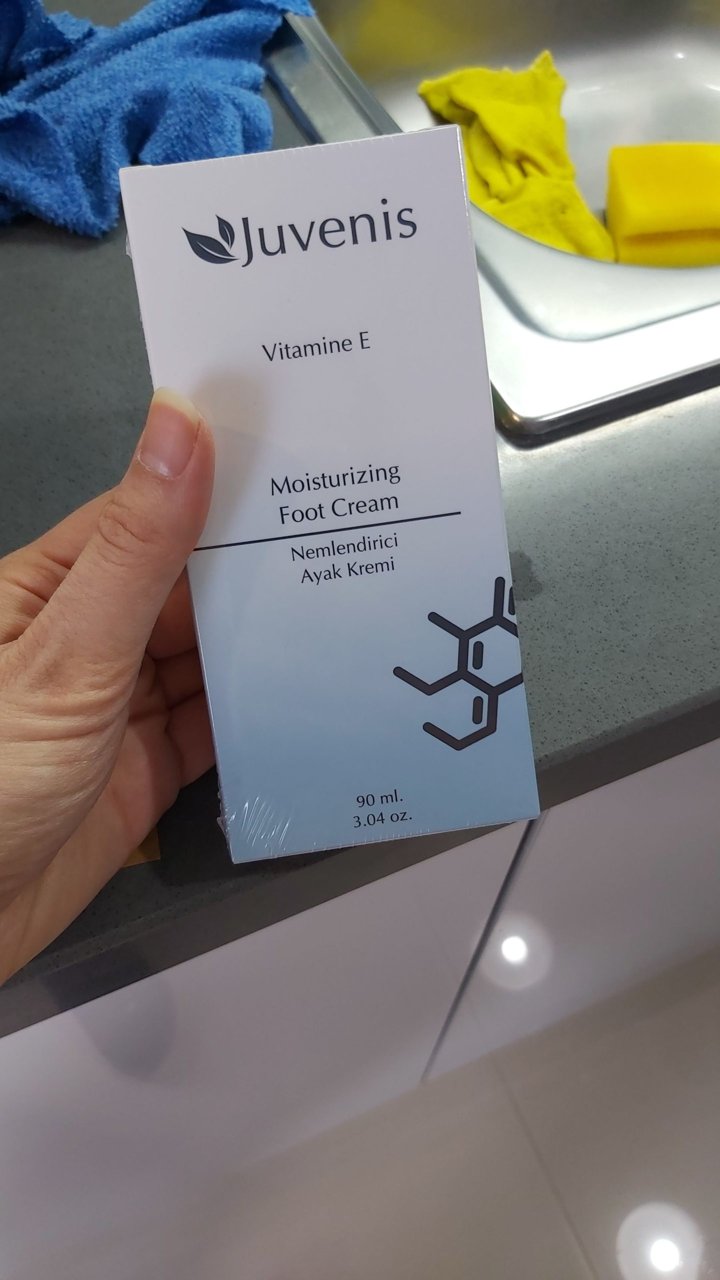 Juvenis
Vitamine E
Moisturizing
Foot Cream
Nemlendirici
Ayak Kremi
90 ml.
3.04 oz.